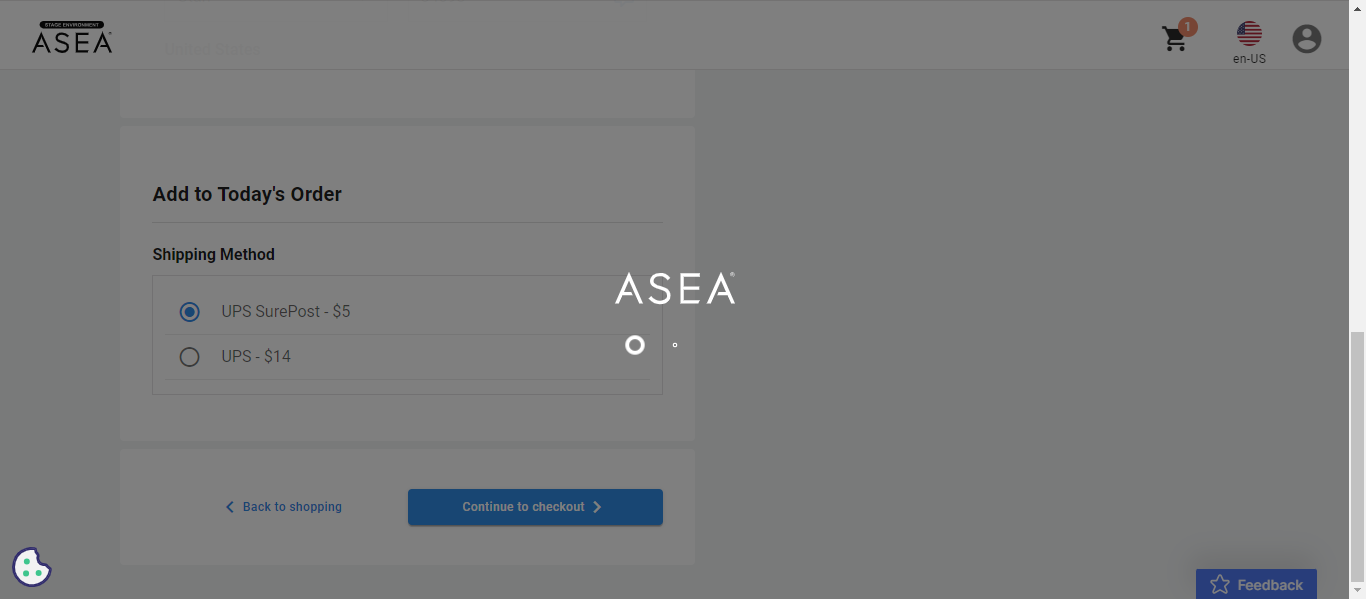 STAGE ENVIRONMENT
ASEA
United States
1
en-US
Add to Today's Order
Shipping Method
ASEA®
UPS SurePost - $5
UPS - $14
Back to shopping
Continue to checkout
Feedback